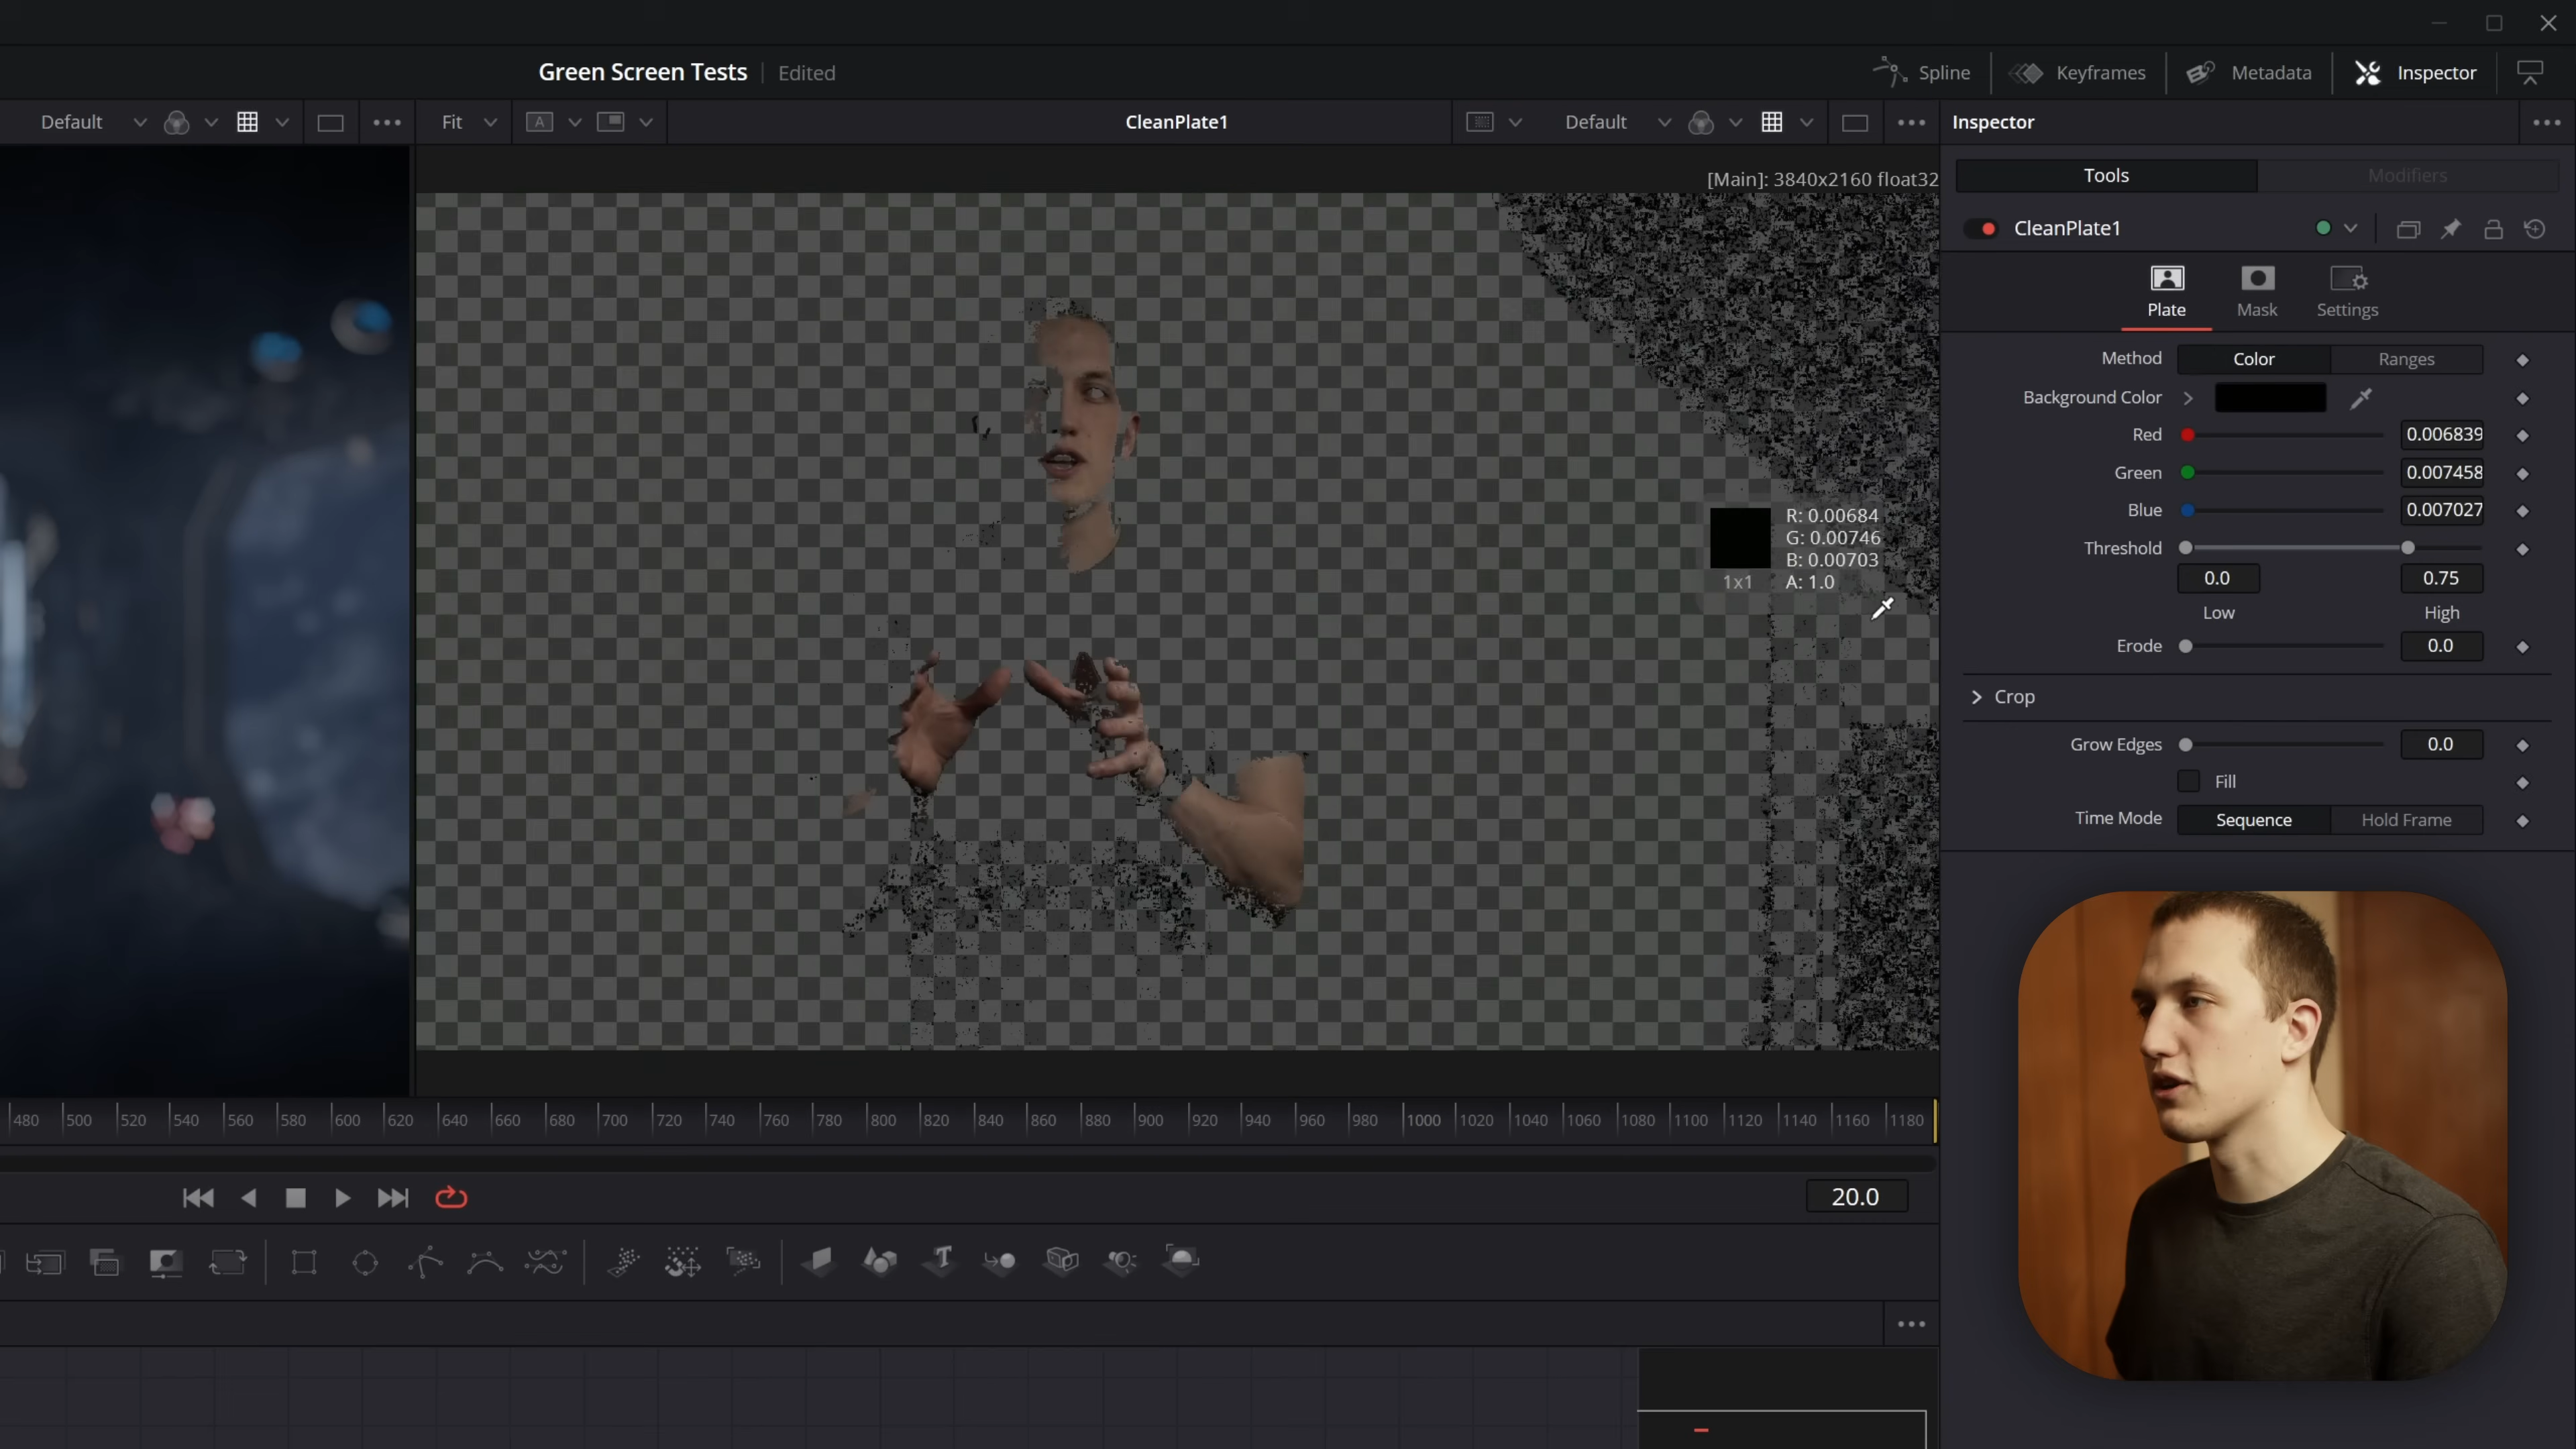 Green Screen Tests
Edited
Spline
Keyframes
Metadata
Inspector
Default
Fit
A
CleanPlate1
Default
Inspector
[Main]: 3840x2160 float32
Tools
Modifiers
CleanPlate1
Plate
Mask
Settings
Method
Color
Ranges
Background Color
Red
0.006839
Green
0.007458
Blue
0.007027
Threshold
0.0
0.75
Low
High
Erode
0.0
Crop
Grow Edges
0.0
Fill
Time Mode
Sequence
Hold Frame
R: 0.00684
G: 0.00746
B: 0.00703
A: 1.0
1x1
480 500 520 540 560 580 600 620 640 660 680 700 720 740 760 780 800 820 840 860 880 900 920 940 960 980 1000 1020 1040 1060 1080 1100 1120 1140 1160 1180
20.0
T